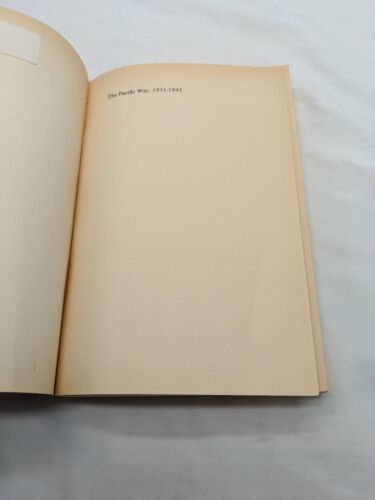 The Pacific War, 1931-1945